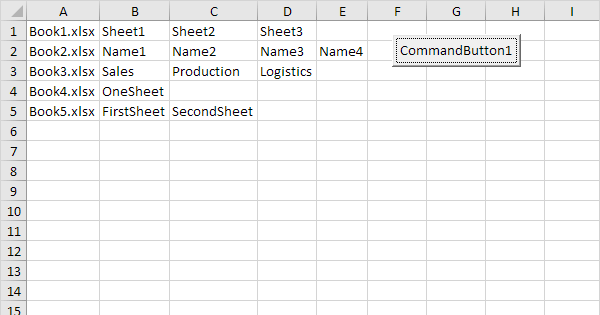 A B C D E F G H I
1 Book1.xlsx Sheet1 Sheet2 Sheet3
2 Book2.xlsx Name1 Name2 Name3 Name4 CommandButton1
3 Book3.xlsx Sales Production Logistics
4 Book4.xlsx OneSheet
5 Book5.xlsx FirstSheet SecondSheet
6
7
8
9
10
11
12
13
14
15